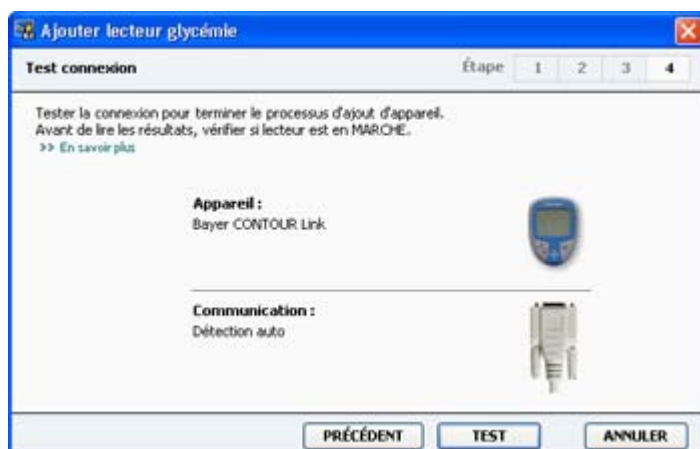 Ajouter lecteur glycémie
Test connexion Étape 1 2 3 4
Tester la connexion pour terminer le processus d'ajout d'appareil.
Avant de lire les résultats, vérifier si lecteur est en MARCHE.
>> En savoir plus
Appareil :
Bayer CONTOUR Link
Communication :
Détection auto
PRÉCÉDENT TEST ANNULER